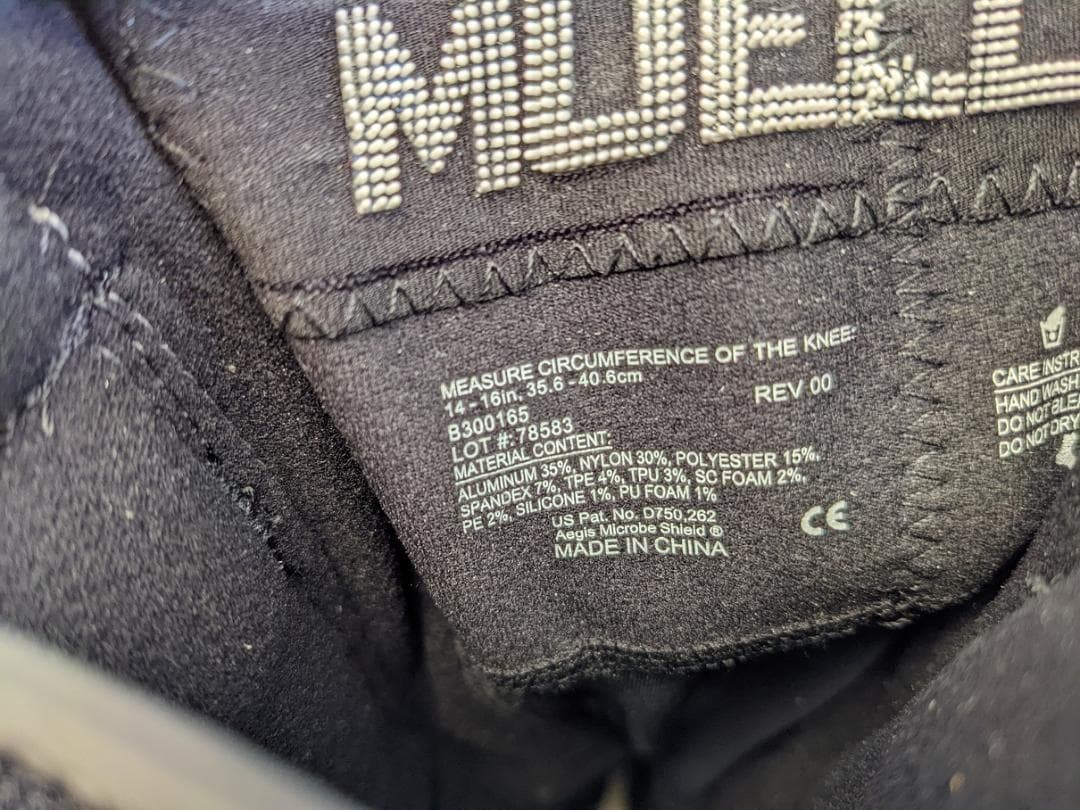 MUELL
MEASURE CIRCUMFERENCE OF THE KNEE:
14 - 16in, 35.6 - 40.6cm
B300165 REV 00
LOT #: 78583
MATERIAL CONTENT:
ALUMINUM 35%, NYLON 30%, POLYESTER 15%,
SPANDEX 7%, TPE 4%, TPU 3%, SC FOAM 2%,
PE 2%, SILICONE 1%, PU FOAM 1%
US Pat. No. D750,262
Aegis Microbe Shield ®
MADE IN CHINA
CE
CARE INSTR
HAND WASH
DO NOT BLEA
DO NOT DRY